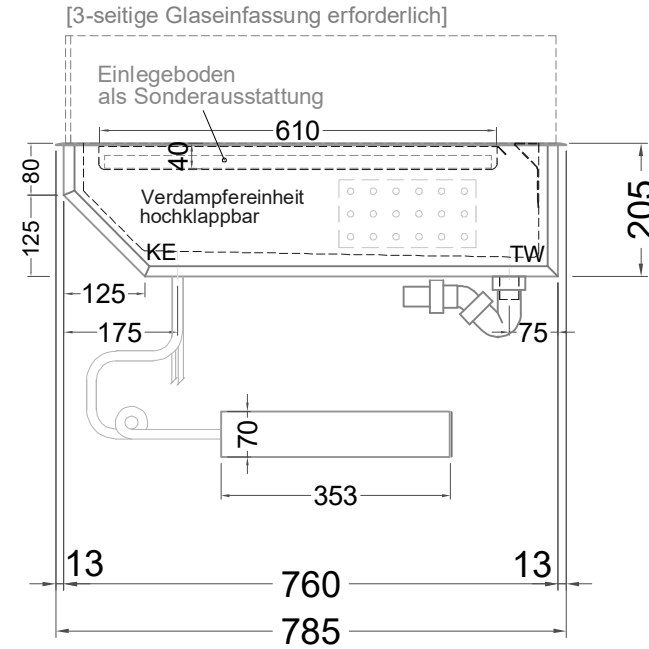 [3-seitige Glaseinfassung erforderlich]
Einlegeboden
als Sonderausstattung
610
40
80
Verdampfereinheit
hochklappbar
205
125
KE
TW
125
175
75
70
353
13
760
13
785